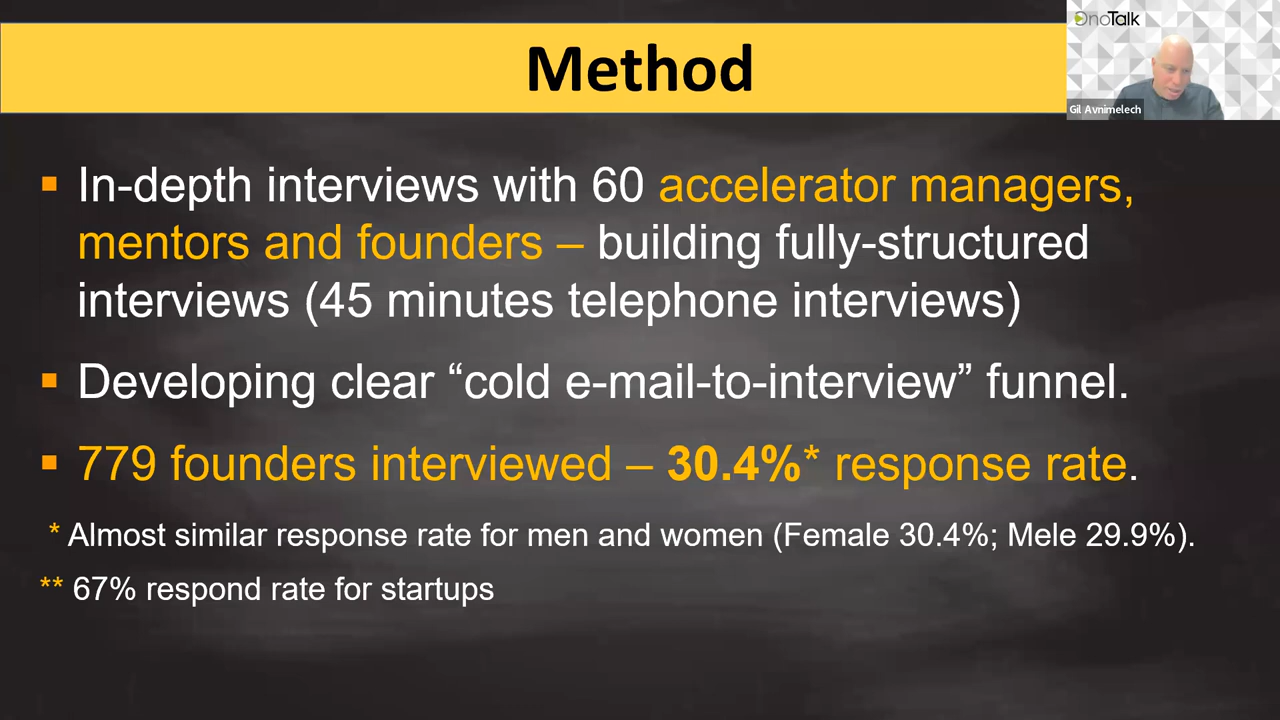 Method
OnoTalk
Gil Avnimelech
▪ In-depth interviews with 60 accelerator managers,
mentors and founders – building fully-structured
interviews (45 minutes telephone interviews)
▪ Developing clear “cold e-mail-to-interview” funnel.
▪ 779 founders interviewed – 30.4%* response rate.
* Almost similar response rate for men and women (Female 30.4%; Mele 29.9%).
** 67% respond rate for startups